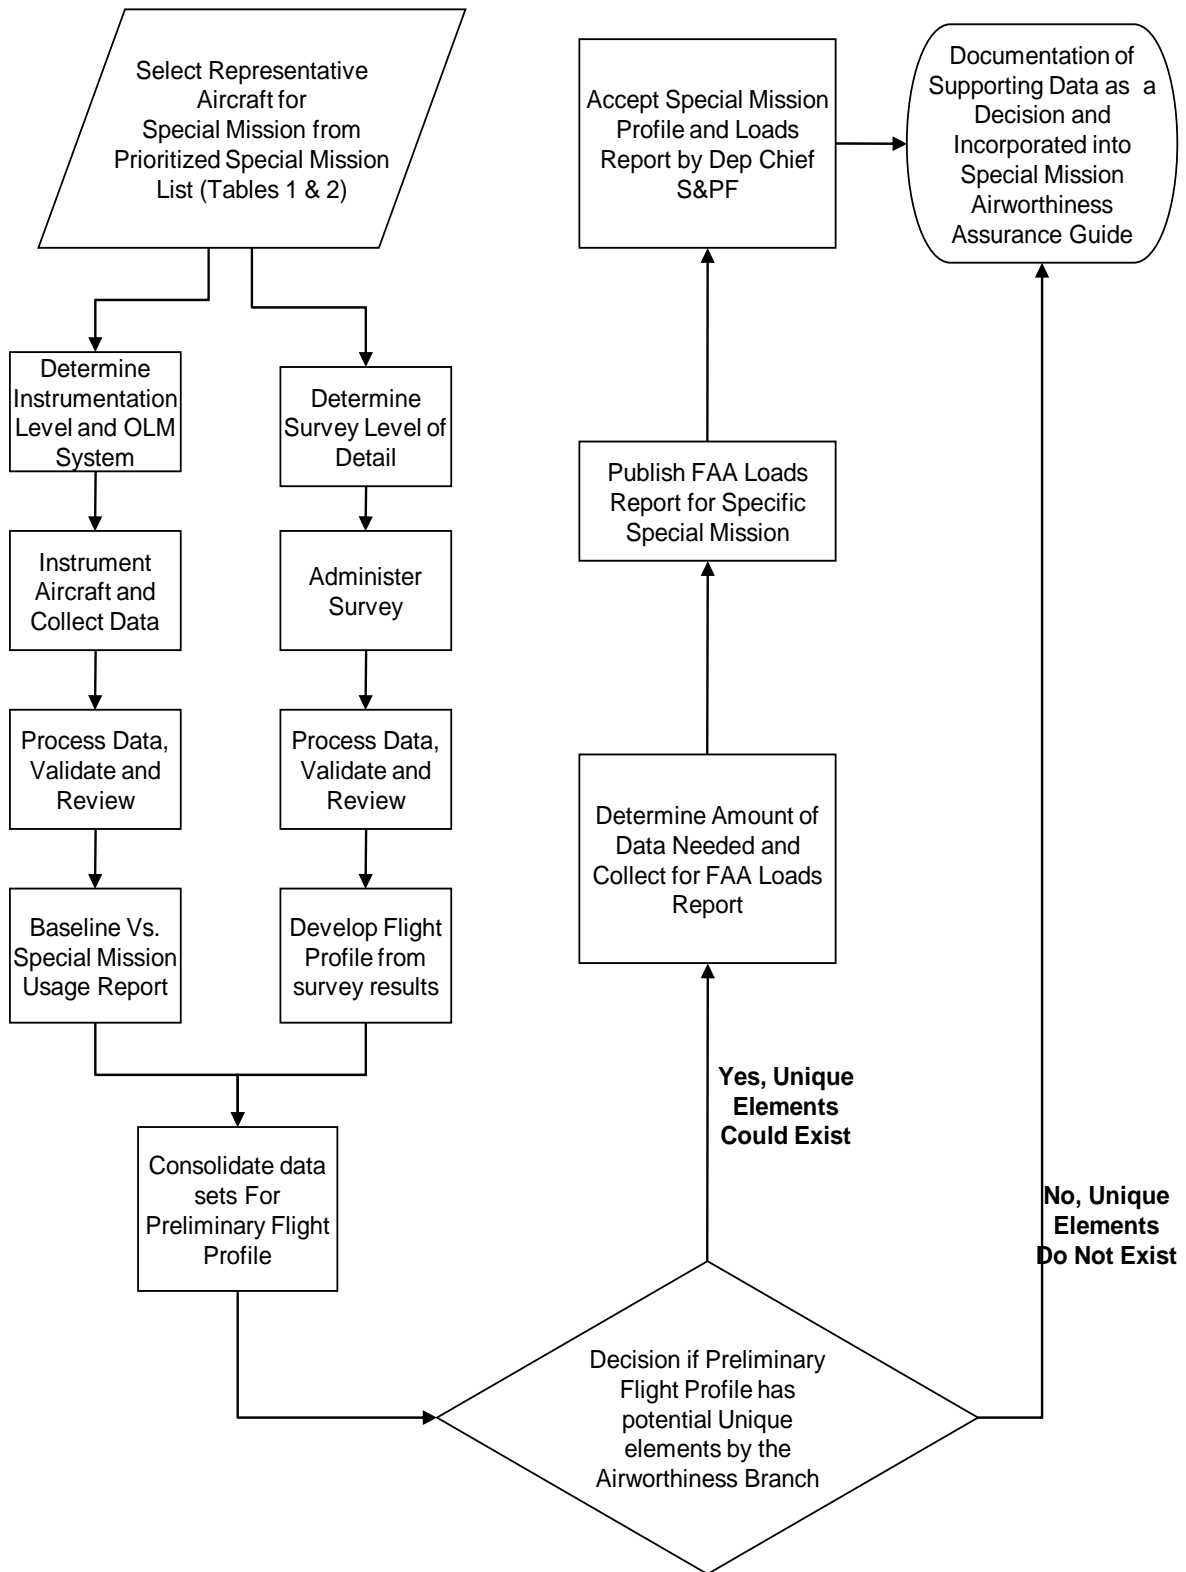 Select Representative
Aircraft for
Special Mission from
Prioritized Special Mission
List (Tables 1 & 2)
Determine
Instrumentation
Level and OLM
System
Instrument
Aircraft and
Collect Data
Process Data,
Validate and
Review
Baseline Vs.
Special Mission
Usage Report
Determine
Survey Level of
Detail
Administer
Survey
Process Data,
Validate and
Review
Develop Flight
Profile from
survey results
Consolidate data
sets For
Preliminary Flight
Profile
Decision if Preliminary
Flight Profile has
potential Unique
elements by the
Airworthiness Branch
Yes, Unique
Elements
Could Exist
Determine Amount of
Data Needed and
Collect for FAA Loads
Report
Publish FAA Loads
Report for Specific
Special Mission
Accept Special Mission
Profile and Loads
Report by Dep Chief
S&PF
No, Unique
Elements
Do Not Exist
Documentation of
Supporting Data as a
Decision and
Incorporated into
Special Mission
Airworthiness
Assurance Guide